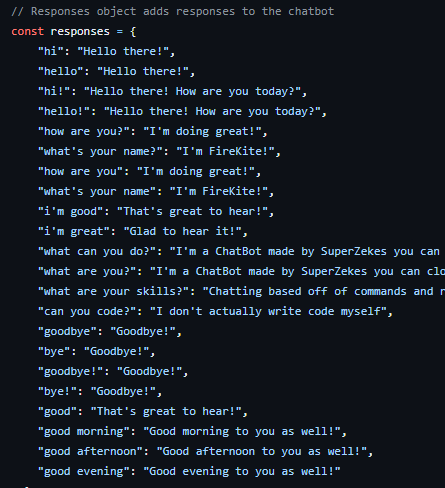 // Responses object adds responses to the chatbot
const responses = {
"hi": "Hello there!",
"hello": "Hello there!",
"hi!": "Hello there! How are you today?",
"hello!": "Hello there! How are you today?",
"how are you?": "I'm doing great!",
"what's your name?": "I'm FireKite!",
"how are you": "I'm doing great!",
"what's your name": "I'm FireKite!",
"i'm good": "That's great to hear!",
"i'm great": "Glad to hear it!",
"what can you do?": "I'm a ChatBot made by SuperZekes you can
"what are you?": "I'm a ChatBot made by SuperZekes you can
"what are your skills?": "Chatting based off of commands and
"can you code?": "I don't actually write code myself",
"goodbye": "Goodbye!",
"bye": "Goodbye!",
"goodbye!": "Goodbye!",
"bye!": "Goodbye!",
"good": "That's great to hear!",
"good morning": "Good morning to you as well!",
"good afternoon": "Good afternoon to you as well!",
"good evening": "Good evening to you as well!"